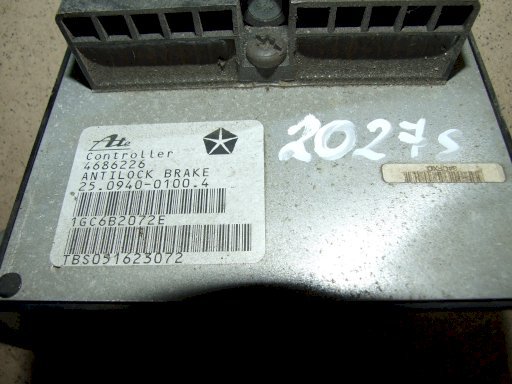 Ate
Controller
4686226
ANTILOCK BRAKE
25.0940-0100.4
1GC6B2072E
TBS051623072
2027s